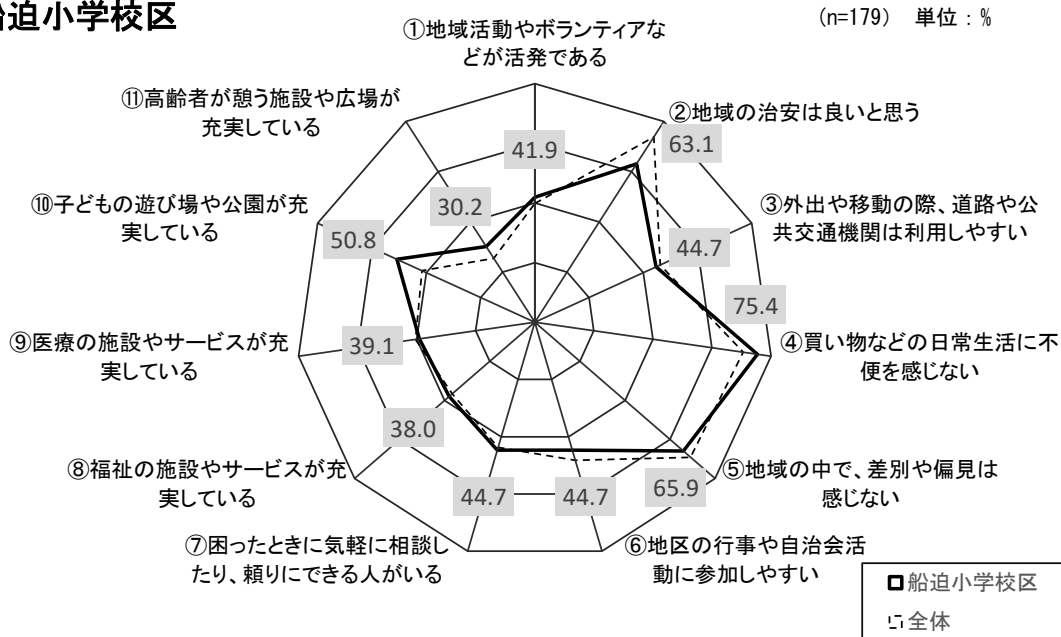 船迫小学校区
(n=179) 単位：%
①地域活動やボランティアな
どが活発である
41.9
②地域の治安は良いと思う
63.1
③外出や移動の際、道路や公
共交通機関は利用しやすい
44.7
④買い物などの日常生活に不
便を感じない
75.4
⑤地域の中で、差別や偏見は
感じない
65.9
⑥地区の行事や自治会活
動に参加しやすい
44.7
⑦困ったときに気軽に相談し
たり、頼りにできる人がいる
44.7
⑧福祉の施設やサービスが充
実している
38.0
⑨医療の施設やサービスが充
実している
39.1
⑩子どもの遊び場や公園が充
実している
50.8
⑪高齢者が憩う施設や広場が
充実している
30.2
船迫小学校区
全体